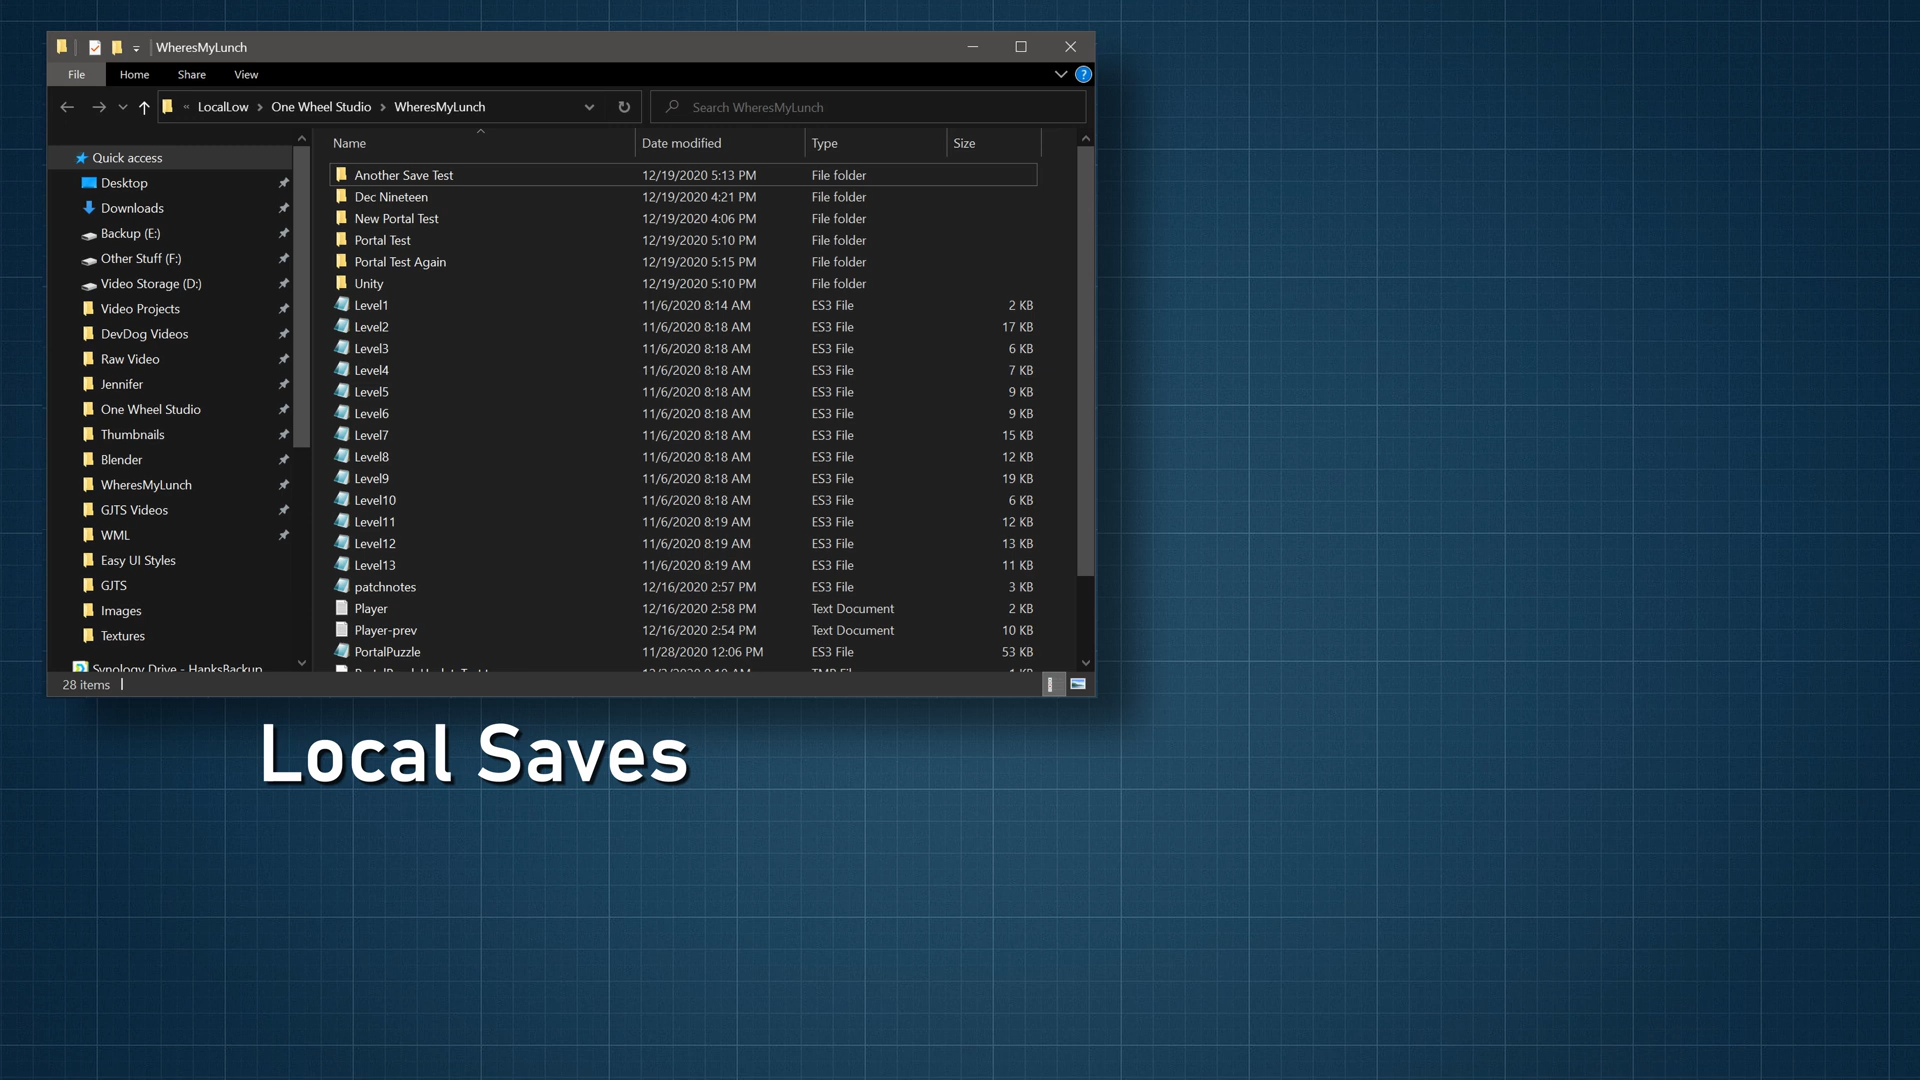 WheresMyLunch
File Home Share View ?
« LocalLow > One Wheel Studio > WheresMyLunch Search WheresMyLunch
Name Date modified Type Size
Quick access
Desktop
Downloads
Backup (E:)
Other Stuff (F:)
Video Storage (D:)
Video Projects
DevDog Videos
Raw Video
Jennifer
One Wheel Studio
Thumbnails
Blender
WheresMyLunch
GJTS Videos
WML
Easy UI Styles
GJTS
Images
Textures
Synology Drive - HanksBackup
Another Save Test 12/19/2020 5:13 PM File folder
Dec Nineteen 12/19/2020 4:21 PM File folder
New Portal Test 12/19/2020 4:06 PM File folder
Portal Test 12/19/2020 5:10 PM File folder
Portal Test Again 12/19/2020 5:15 PM File folder
Unity 12/19/2020 5:10 PM File folder
Level1 11/6/2020 8:14 AM ES3 File 2 KB
Level2 11/6/2020 8:18 AM ES3 File 17 KB
Level3 11/6/2020 8:18 AM ES3 File 6 KB
Level4 11/6/2020 8:18 AM ES3 File 7 KB
Level5 11/6/2020 8:18 AM ES3 File 9 KB
Level6 11/6/2020 8:18 AM ES3 File 9 KB
Level7 11/6/2020 8:18 AM ES3 File 15 KB
Level8 11/6/2020 8:18 AM ES3 File 12 KB
Level9 11/6/2020 8:18 AM ES3 File 19 KB
Level10 11/6/2020 8:18 AM ES3 File 6 KB
Level11 11/6/2020 8:19 AM ES3 File 12 KB
Level12 11/6/2020 8:19 AM ES3 File 13 KB
Level13 11/6/2020 8:19 AM ES3 File 11 KB
patchnotes 12/16/2020 2:57 PM ES3 File 3 KB
Player 12/16/2020 2:58 PM Text Document 2 KB
Player-prev 12/16/2020 2:54 PM Text Document 10 KB
PortalPuzzle 11/28/2020 12:06 PM ES3 File 53 KB
28 items
Local Saves